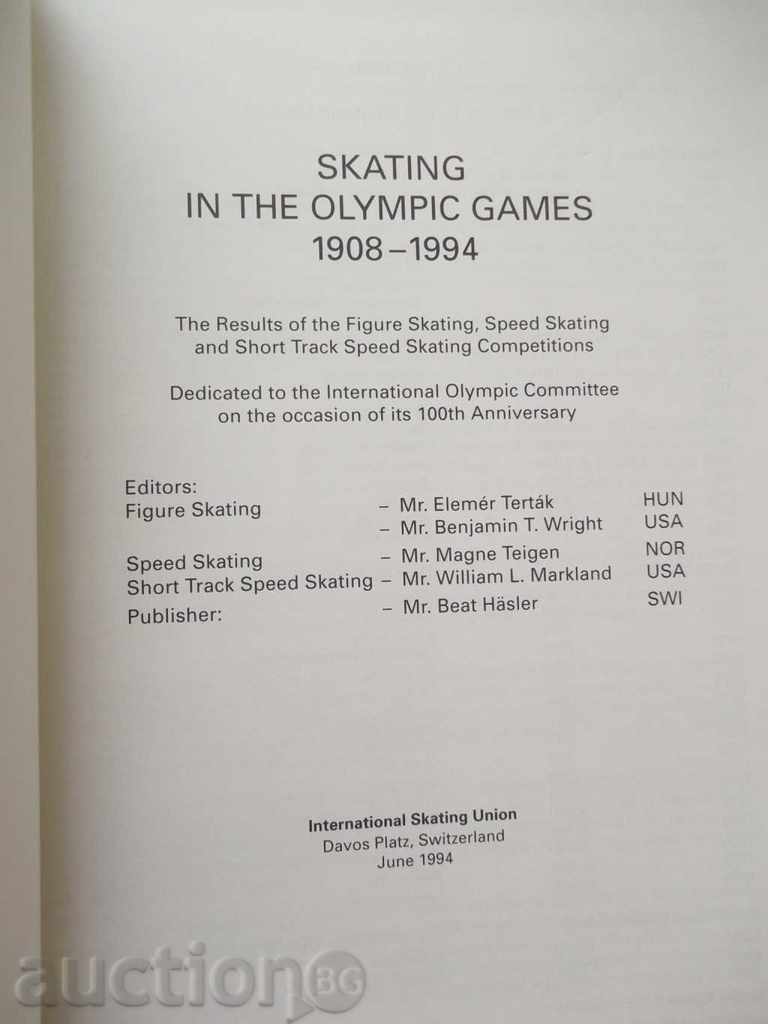 SKATING
IN THE OLYMPIC GAMES
1908–1994
The Results of the Figure Skating, Speed Skating
and Short Track Speed Skating Competitions
Dedicated to the International Olympic Committee
on the occasion of its 100th Anniversary
Editors:
Figure Skating – Mr. Elemér Terták HUN
– Mr. Benjamin T. Wright USA
Speed Skating – Mr. Magne Teigen NOR
Short Track Speed Skating – Mr. William L. Markland USA
Publisher: – Mr. Beat Häsler SWI
International Skating Union
Davos Platz, Switzerland
June 1994
auction BG